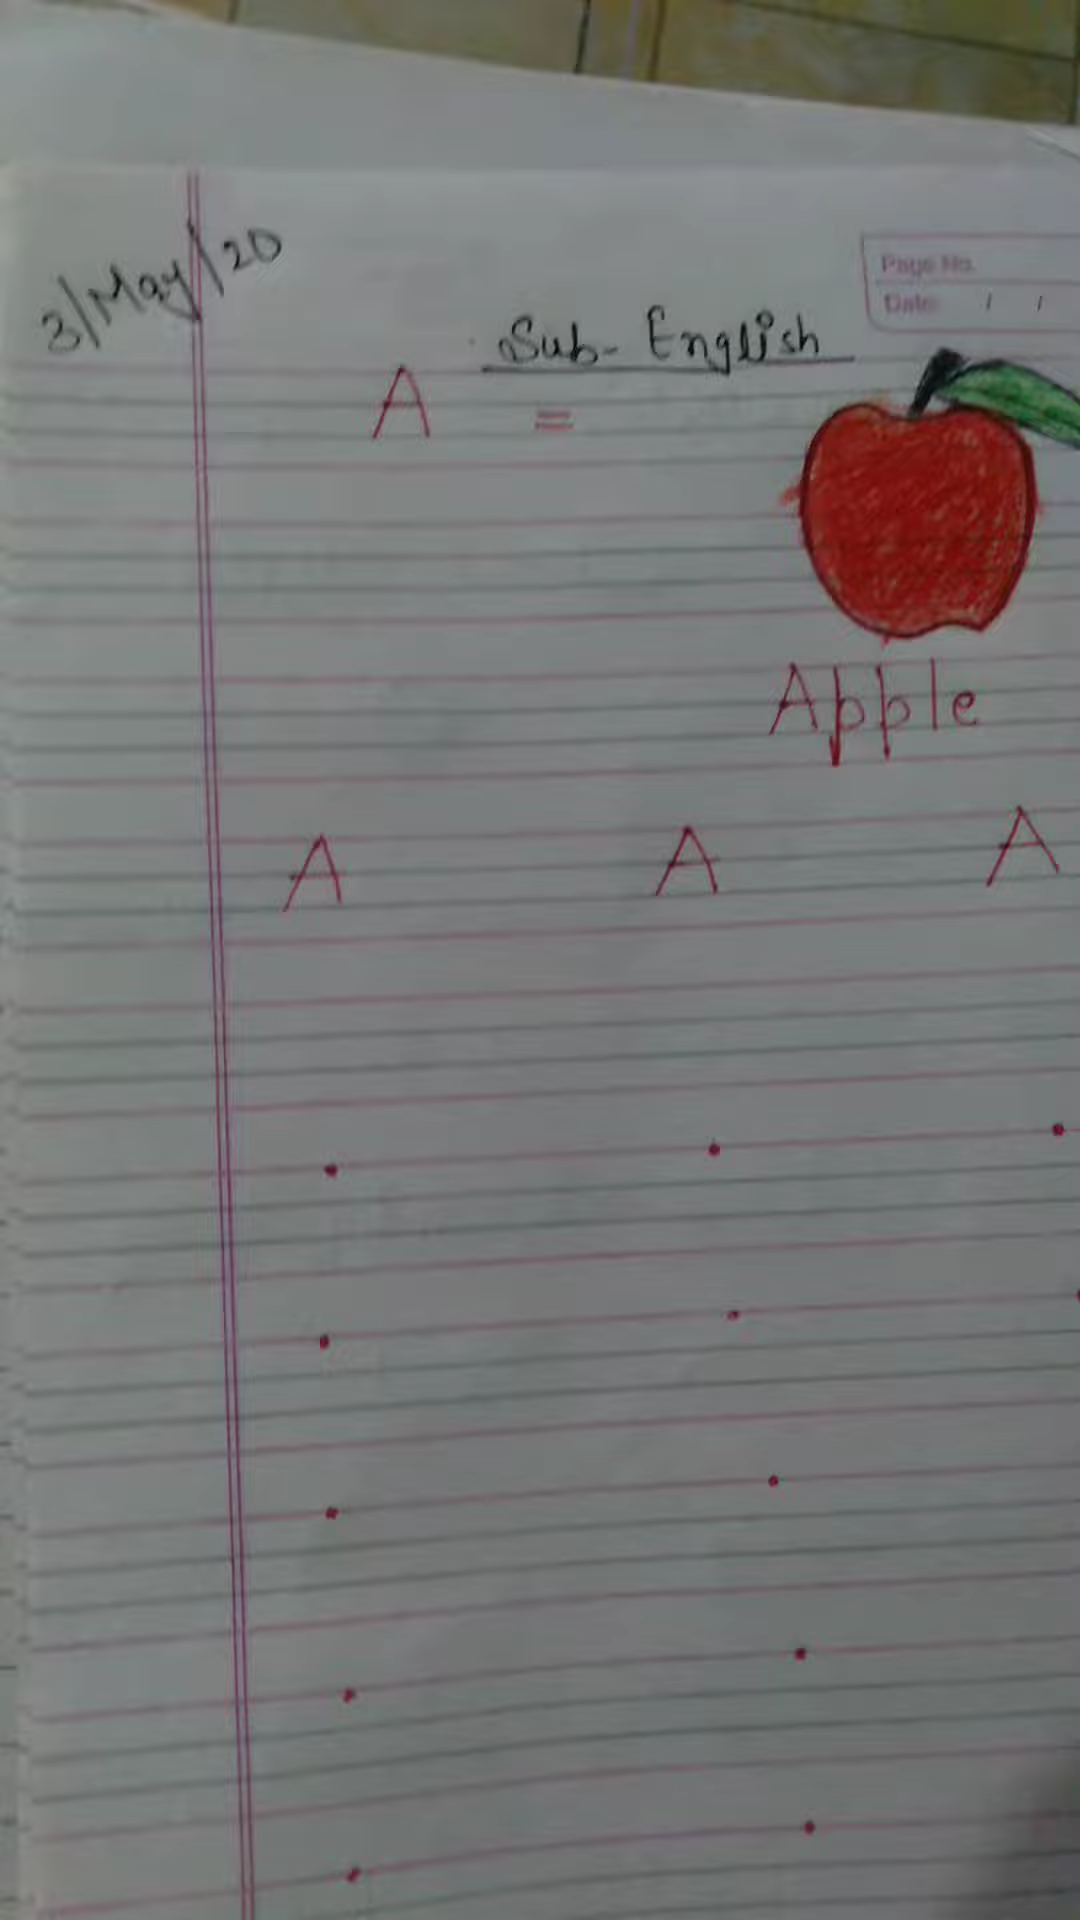 3/May/20
Page No.
Date: / /
Sub- English
A =
Apple
A A A